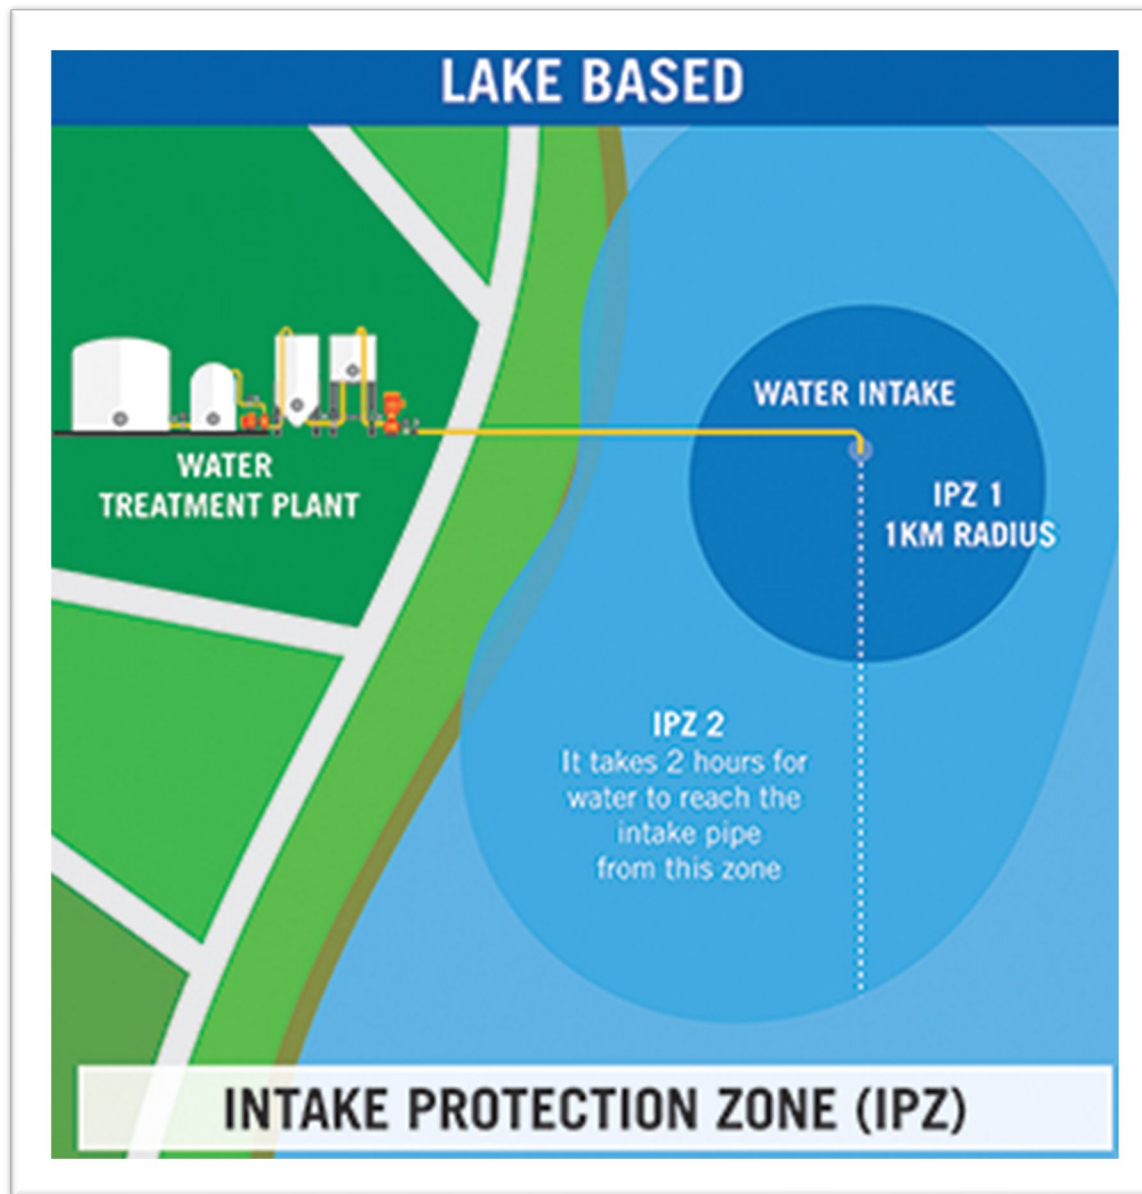 LAKE BASED
WATER INTAKE
WATER
TREATMENT PLANT
IPZ 1
1KM RADIUS
IPZ 2
It takes 2 hours for
water to reach the
intake pipe
from this zone
INTAKE PROTECTION ZONE (IPZ)